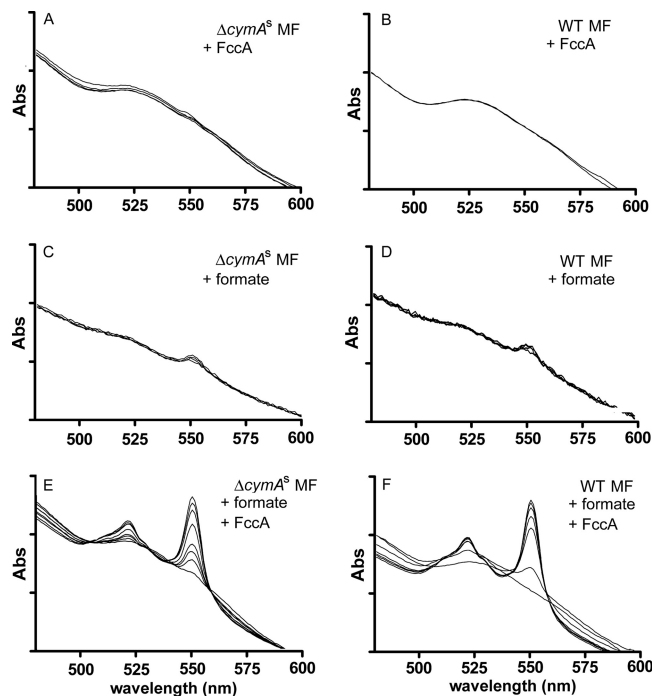 A
ΔcymAˢ MF
+ FccA
Abs
500 525 550 575 600
B
WT MF
+ FccA
Abs
500 525 550 575 600
C
ΔcymAˢ MF
+ formate
Abs
500 525 550 575 600
D
WT MF
+ formate
Abs
500 525 550 575 600
E
ΔcymAˢ MF
+ formate
+ FccA
Abs
500 525 550 575 600
wavelength (nm)
F
WT MF
+ formate
+ FccA
Abs
500 525 550 575 600
wavelength (nm)